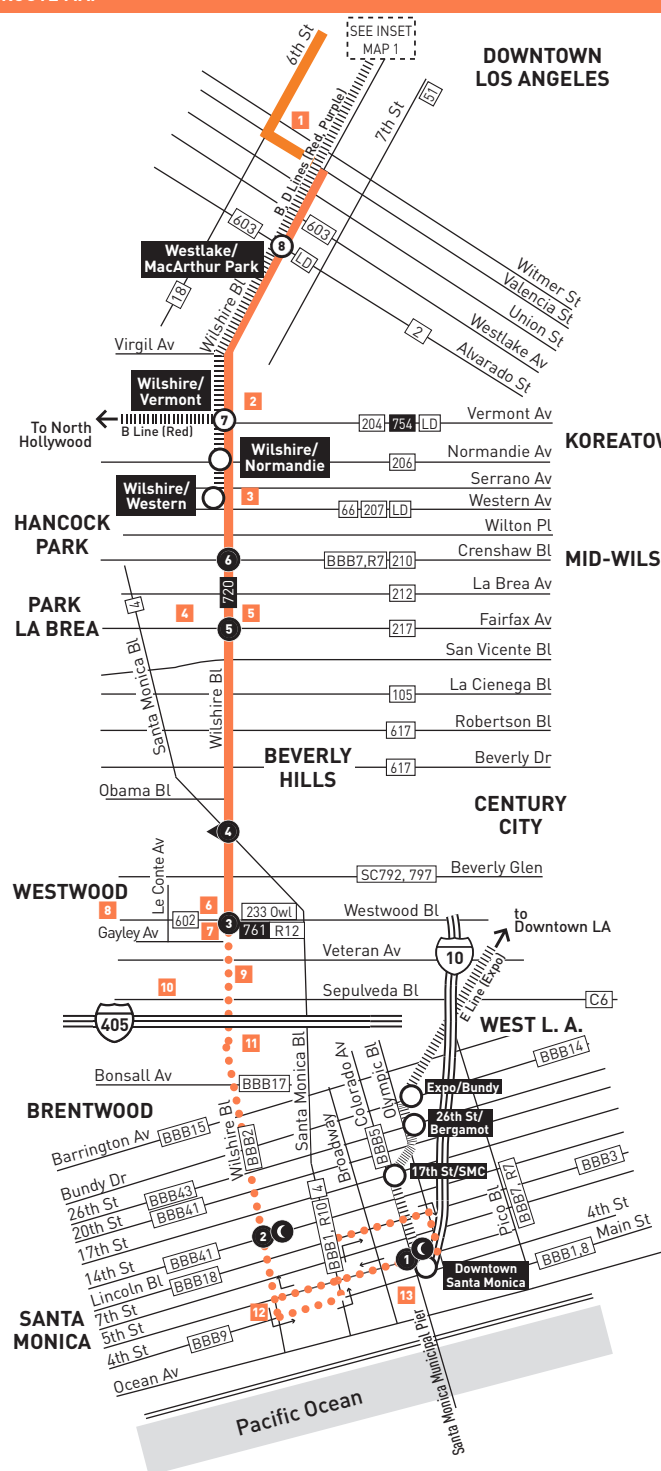 6th St
SEE INSET
MAP 1
DOWNTOWN
LOS ANGELES
B, D Lines (Red, Purple)
7th St
51
1
603
603
8
LD
Westlake/
MacArthur Park
18
Wilshire Bl
2
Witmer St
Valencia St
Union St
Westlake Av
Alvarado St
Virgil Av
Wilshire/
Vermont
2
7
To North
Hollywood
B Line (Red)
204
754
LD
Vermont Av
Wilshire/
Normandie
206
Normandie Av
KOREATOW
Serrano Av
Wilshire/
Western
3
66
207
LD
Western Av
Wilton Pl
HANCOCK
PARK
6
BBB7,R7
210
Crenshaw Bl
MID-WILS
4
720
212
La Brea Av
PARK
LA BREA
4
5
5
217
Fairfax Av
San Vicente Bl
Santa Monica Bl
Wilshire Bl
105
La Cienega Bl
617
Robertson Bl
BEVERLY
HILLS
617
Beverly Dr
Obama Bl
CENTURY
CITY
4
SC792, 797
Beverly Glen
WESTWOOD
Le Conte Av
8
6
602
3
233 Owl
Westwood Bl
Gayley Av
7
761
R12
to
Downtown LA
Veteran Av
10
9
10
Sepulveda Bl
C6
E Line (Expo)
405
WEST L. A.
11
Santa Monica Bl
Bonsall Av
BBB17
BBB14
BRENTWOOD
Wilshire Bl
Broadway
Colorado Av
Olympic Bl
Expo/Bundy
Barrington Av
BBB15
BBB2
BBB5
26th St/
Bergamot
Bundy Dr
26th St
BBB43
17th St/SMC
BBB3
20th St
BBB41
Pico Bl
BBB7, R7
17th St
4
BBB1, R10
4th St
14th St
BBB41
2
1
Main St
Lincoln Bl
BBB18
Downtown
Santa Monica
BBB1,8
7th St
5th St
12
13
SANTA
MONICA
4th St
BBB9
Ocean Av
Santa Monica Municipal Pier
Pacific Ocean